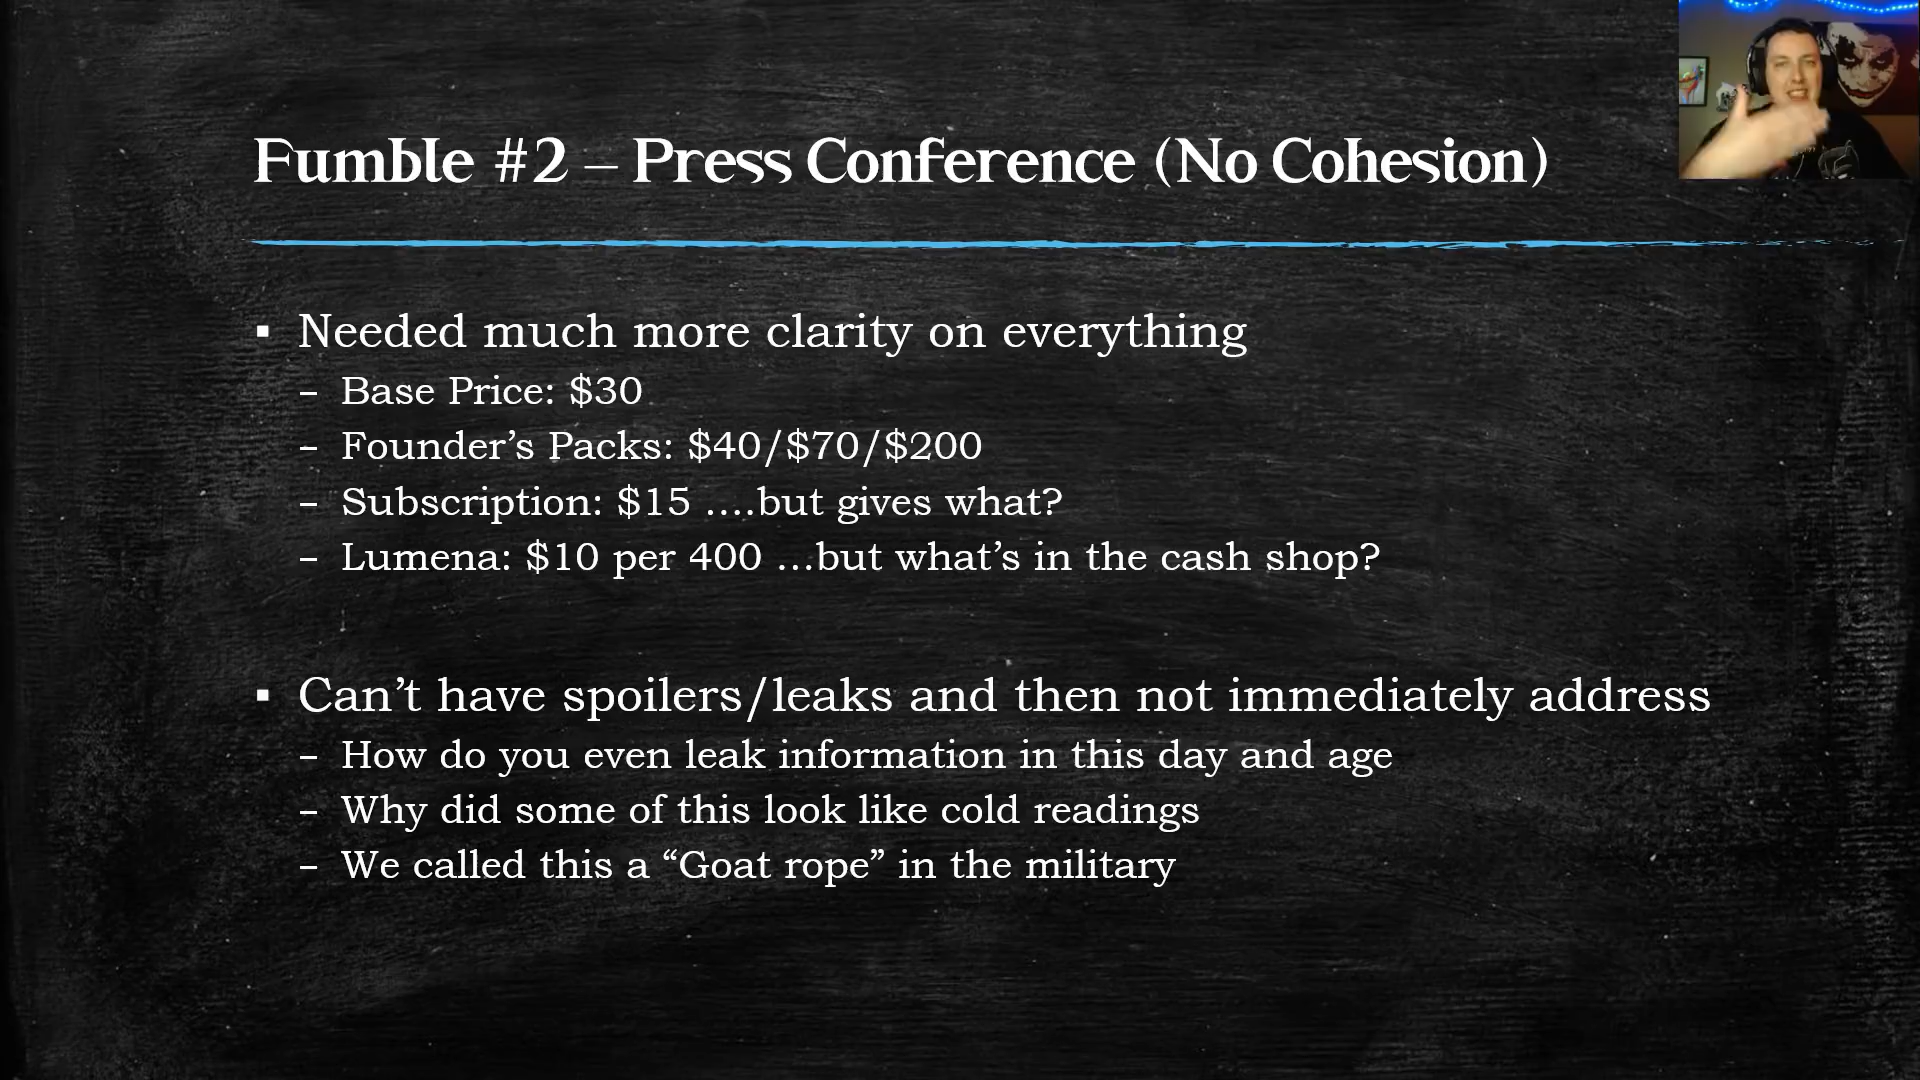 Fumble #2 – Press Conference (No Cohesion)
▪ Needed much more clarity on everything
– Base Price: $30
– Founder’s Packs: $40/$70/$200
– Subscription: $15 ....but gives what?
– Lumena: $10 per 400 ...but what’s in the cash shop?
▪ Can’t have spoilers/leaks and then not immediately address
– How do you even leak information in this day and age
– Why did some of this look like cold readings
– We called this a “Goat rope” in the military